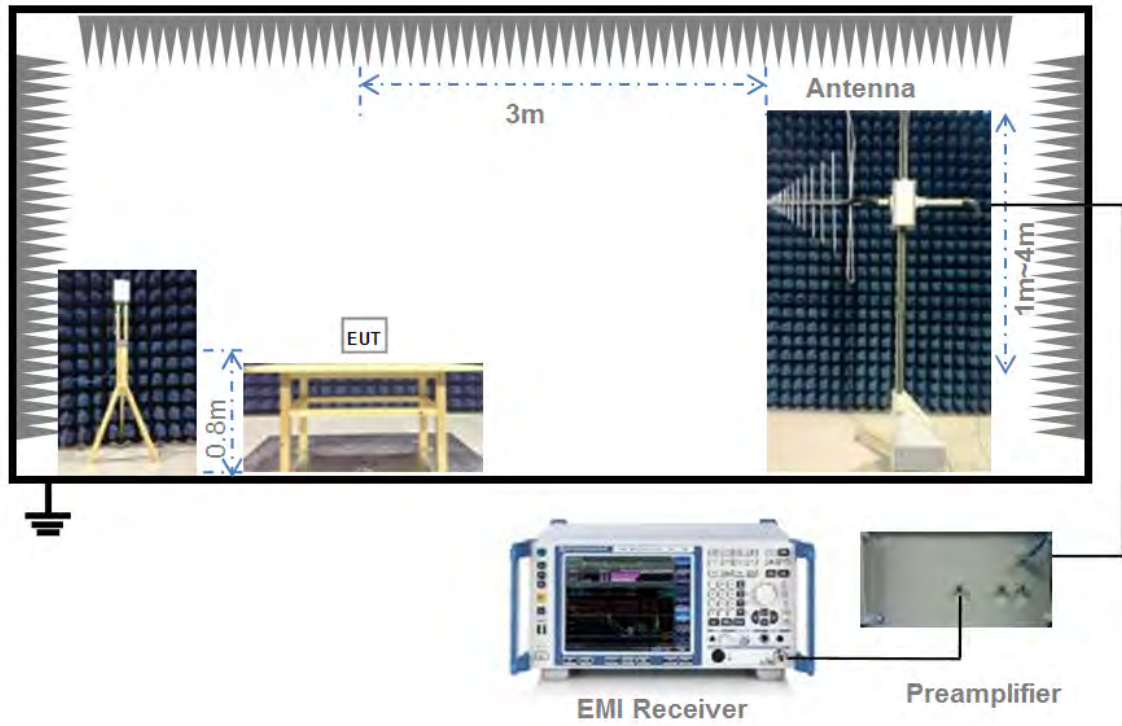 Antenna
3m
1m~4m
EUT
0.8m
EMI Receiver
Preamplifier